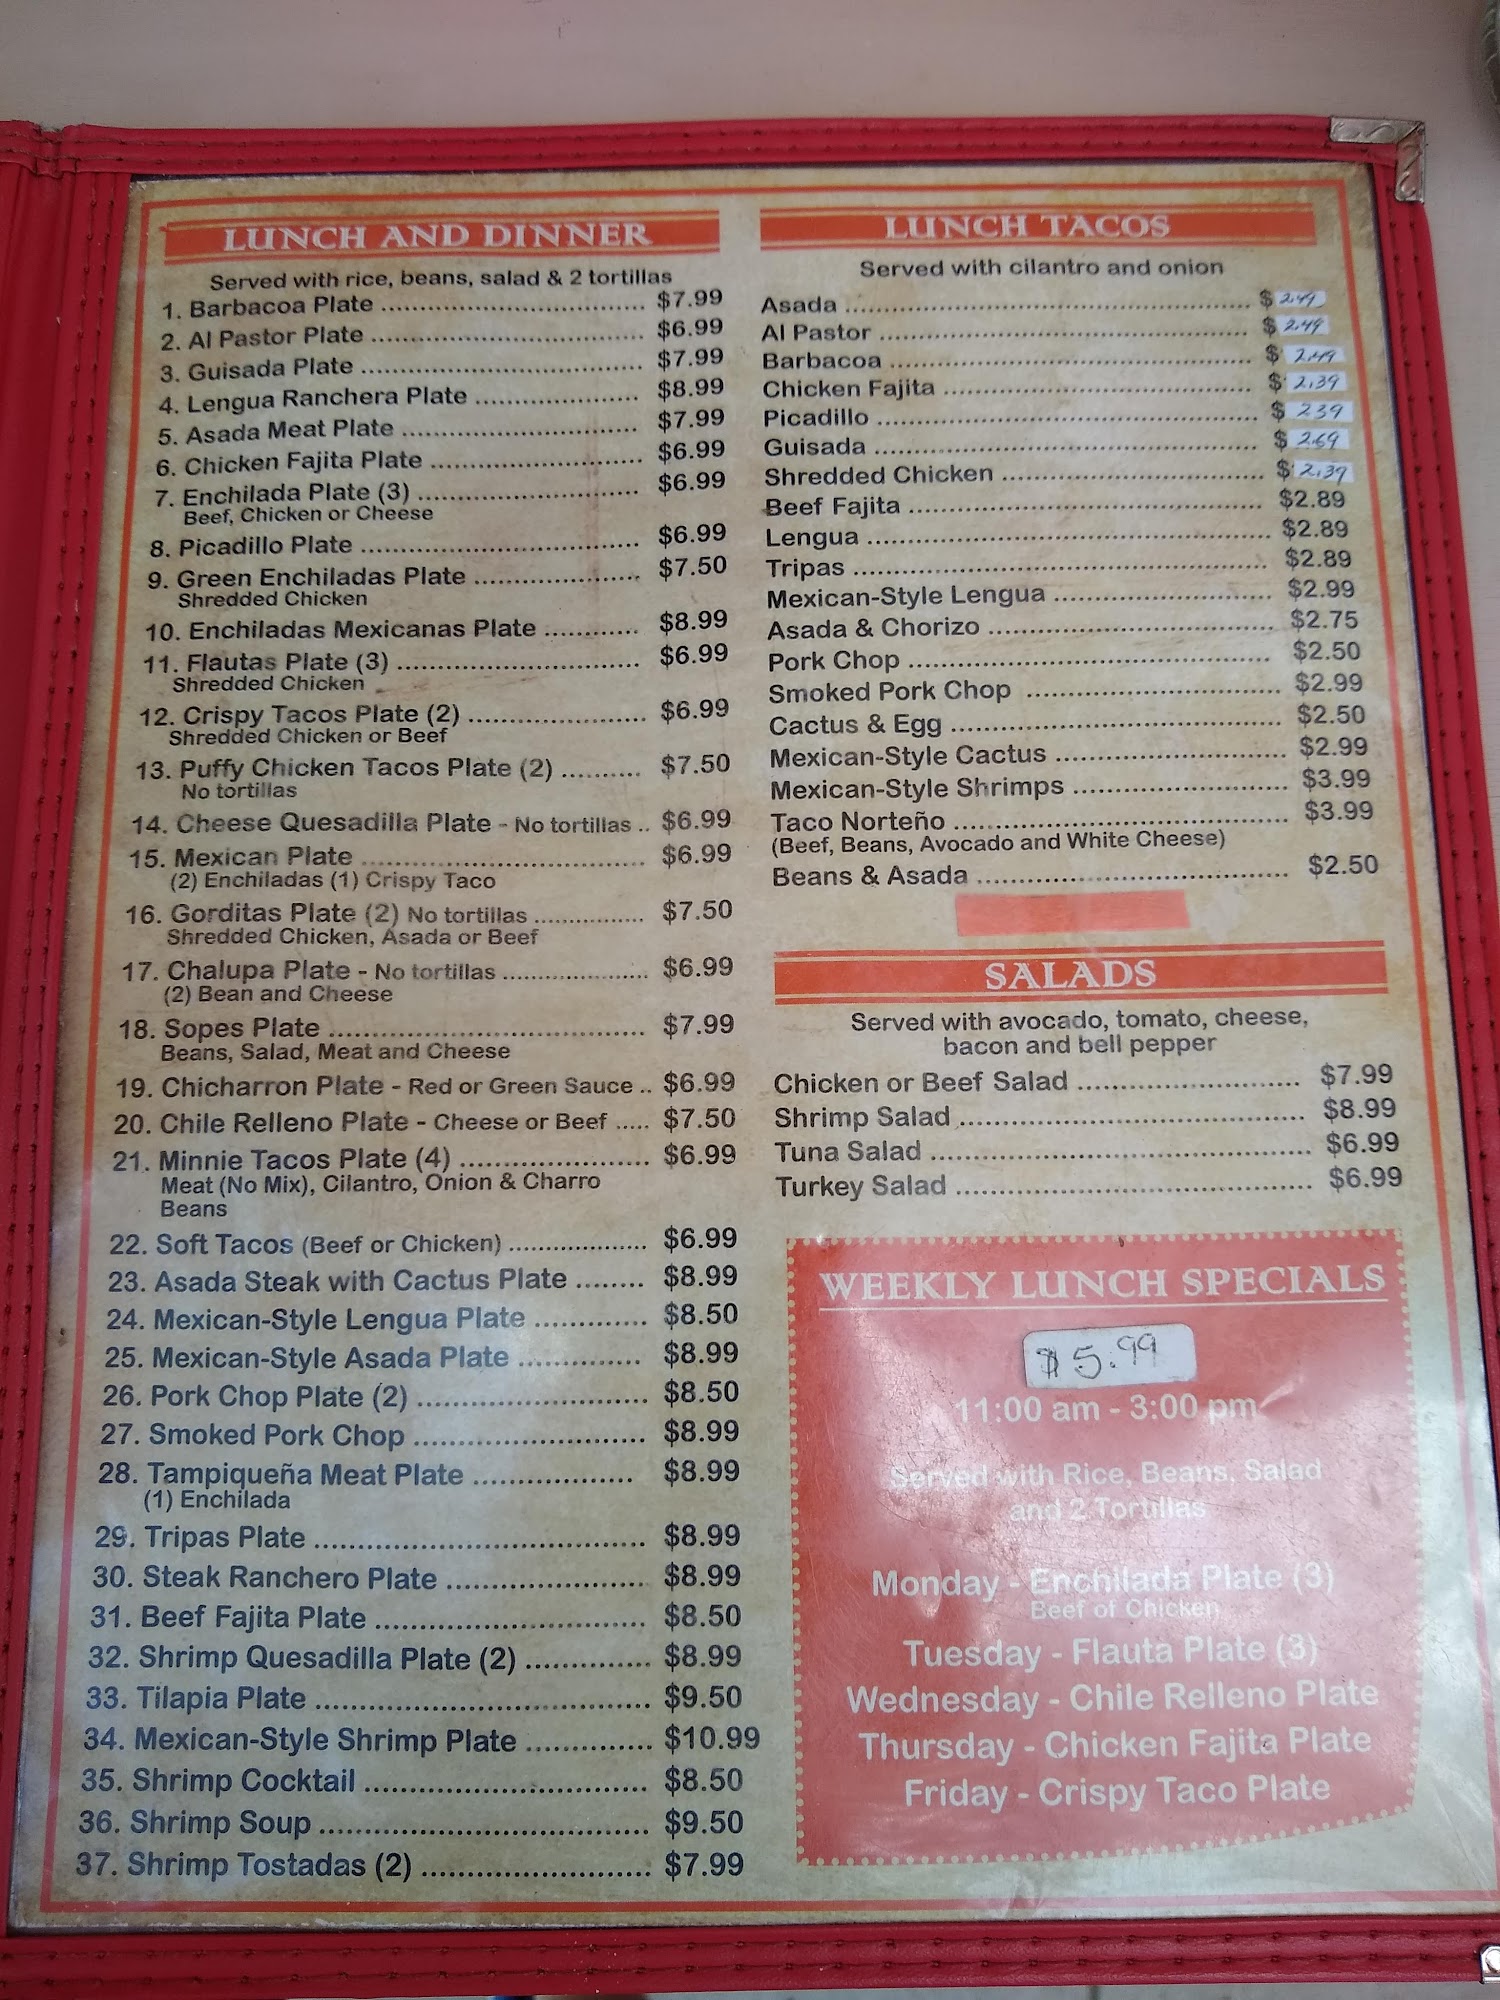 LUNCH AND DINNER
Served with rice, beans, salad & 2 tortillas
1. Barbacoa Plate ................................. $7.99
2. Al Pastor Plate .................................. $6.99
3. Guisada Plate ................................... $7.99
4. Lengua Ranchera Plate .................... $8.99
5. Asada Meat Plate ............................. $7.99
6. Chicken Fajita Plate .......................... $6.99
7. Enchilada Plate (3) ........................... $6.99
Beef, Chicken or Cheese
8. Picadillo Plate .................................. $6.99
9. Green Enchiladas Plate .................... $7.50
Shredded Chicken
10. Enchiladas Mexicanas Plate ............ $8.99
11. Flautas Plate (3) ............................. $6.99
Shredded Chicken
12. Crispy Tacos Plate (2) ...................... $6.99
Shredded Chicken or Beef
13. Puffy Chicken Tacos Plate (2) .......... $7.50
No tortillas
14. Cheese Quesadilla Plate - No tortillas .. $6.99
15. Mexican Plate .................................. $6.99
(2) Enchiladas (1) Crispy Taco
16. Gorditas Plate (2) No tortillas ................ $7.50
Shredded Chicken, Asada or Beef
17. Chalupa Plate - No tortillas ..................... $6.99
(2) Bean and Cheese
18. Sopes Plate ...................................... $7.99
Beans, Salad, Meat and Cheese
19. Chicharron Plate - Red or Green Sauce .. $6.99
20. Chile Relleno Plate - Cheese or Beef ..... $7.50
21. Minnie Tacos Plate (4) ....................... $6.99
Meat (No Mix), Cilantro, Onion & Charro
Beans
22. Soft Tacos (Beef or Chicken) .................... $6.99
23. Asada Steak with Cactus Plate ........ $8.99
24. Mexican-Style Lengua Plate ............. $8.50
25. Mexican-Style Asada Plate .............. $8.99
26. Pork Chop Plate (2) .......................... $8.50
27. Smoked Pork Chop .......................... $8.99
28. Tampiqueña Meat Plate .................. $8.99
(1) Enchilada
29. Tripas Plate ..................................... $8.99
30. Steak Ranchero Plate ...................... $8.99
31. Beef Fajita Plate ............................... $8.50
32. Shrimp Quesadilla Plate (2) ............. $8.99
33. Tilapia Plate ..................................... $9.50
34. Mexican-Style Shrimp Plate ............. $10.99
35. Shrimp Cocktail ................................ $8.50
36. Shrimp Soup .................................... $9.50
37. Shrimp Tostadas (2) ......................... $7.99
LUNCH TACOS
Served with cilantro and onion
Asada .................................................... $ 2.49
Al Pastor ................................................ $ 2.49
Barbacoa ............................................... $ 2.49
Chicken Fajita ........................................ $ 2.39
Picadillo ................................................. $ 239
Guisada ................................................. $ 2.69
Shredded Chicken ................................. $ 2.39
Beef Fajita ............................................. $2.89
Lengua ................................................... $2.89
Tripas ..................................................... $2.89
Mexican-Style Lengua ............................ $2.99
Asada & Chorizo .................................... $2.75
Pork Chop .............................................. $2.50
Smoked Pork Chop ................................ $2.99
Cactus & Egg ......................................... $2.50
Mexican-Style Cactus ............................. $2.99
Mexican-Style Shrimps ........................... $3.99
Taco Norteño .......................................... $3.99
(Beef, Beans, Avocado and White Cheese)
Beans & Asada ....................................... $2.50
SALADS
Served with avocado, tomato, cheese,
bacon and bell pepper
Chicken or Beef Salad ............................ $7.99
Shrimp Salad .......................................... $8.99
Tuna Salad .............................................. $6.99
Turkey Salad ........................................... $6.99
WEEKLY LUNCH SPECIALS
$5.99
11:00 am - 3:00 pm
Served with Rice, Beans, Salad
and 2 Tortillas
Monday - Enchilada Plate (3)
Beef of Chicken
Tuesday - Flauta Plate (3)
Wednesday - Chile Relleno Plate
Thursday - Chicken Fajita Plate
Friday - Crispy Taco Plate